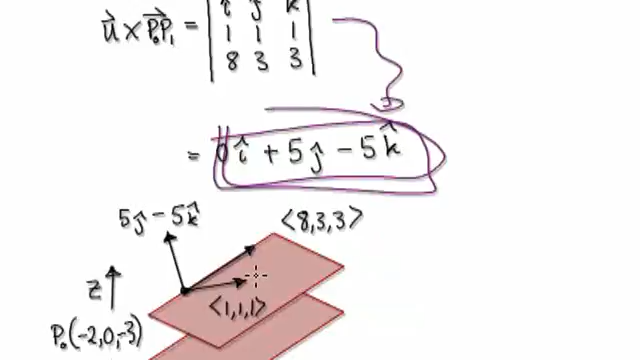 u⃗ × P₀P₁⃗ = | î ĵ k̂ |
| 1 1 1 |
| 8 3 3 |
= 0î + 5ĵ − 5k̂
5ĵ − 5k̂
<8,3,3>
z
<1,1,1>
P₀(−2,0,−3)